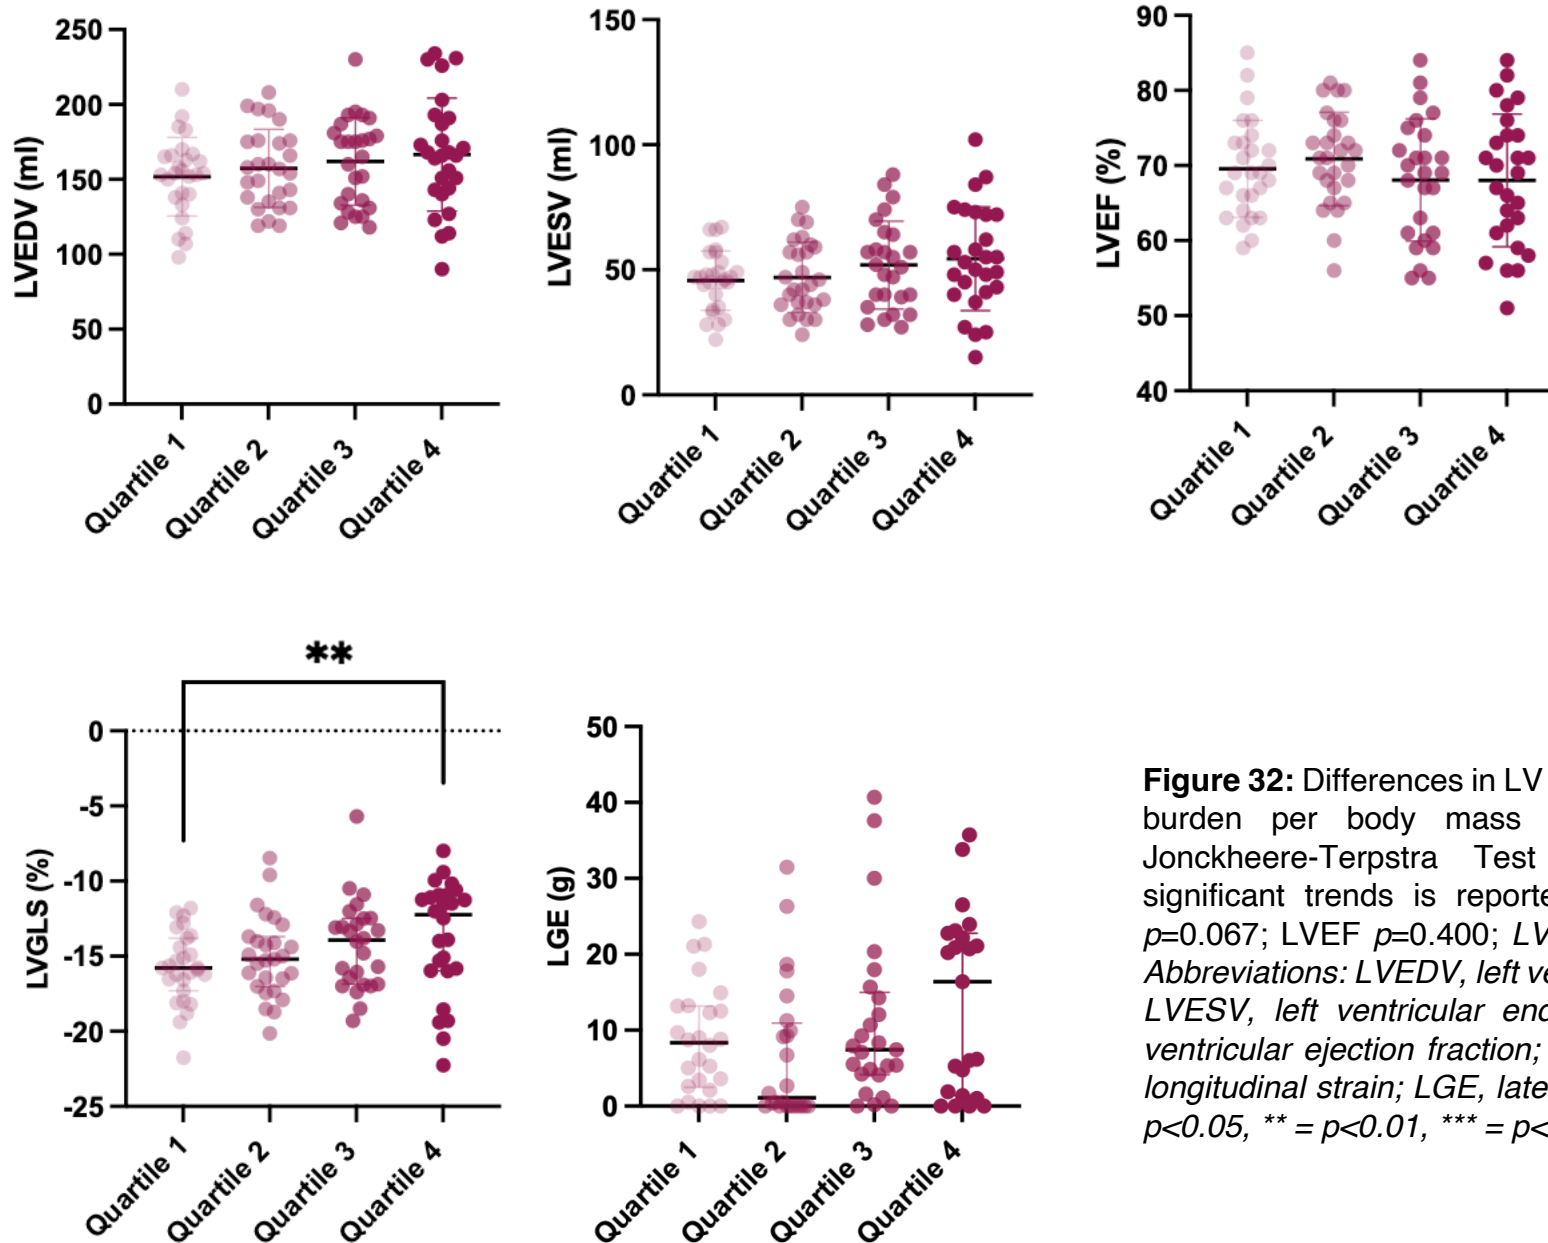 250
200
150
100
50
0
LVEDV (ml)
Quartile 1
Quartile 2
Quartile 3
Quartile 4
150
100
50
0
LVESV (ml)
Quartile 1
Quartile 2
Quartile 3
Quartile 4
90
80
70
60
50
40
LVEF (%)
Quartile 1
Quartile 2
Quartile 3
Quartile 4
**
0
-5
-10
-15
-20
-25
LVGLS (%)
Quartile 1
Quartile 2
Quartile 3
Quartile 4
50
40
30
20
10
0
LGE (g)
Quartile 1
Quartile 2
Quartile 3
Quartile 4
Figure 32: Differences in LV
burden per body mass
Jonckheere-Terpstra Test
significant trends is reporte
p=0.067; LVEF p=0.400; LV
Abbreviations: LVEDV, left ve
LVESV, left ventricular end
ventricular ejection fraction;
longitudinal strain; LGE, late
p<0.05, ** = p<0.01, *** = p<